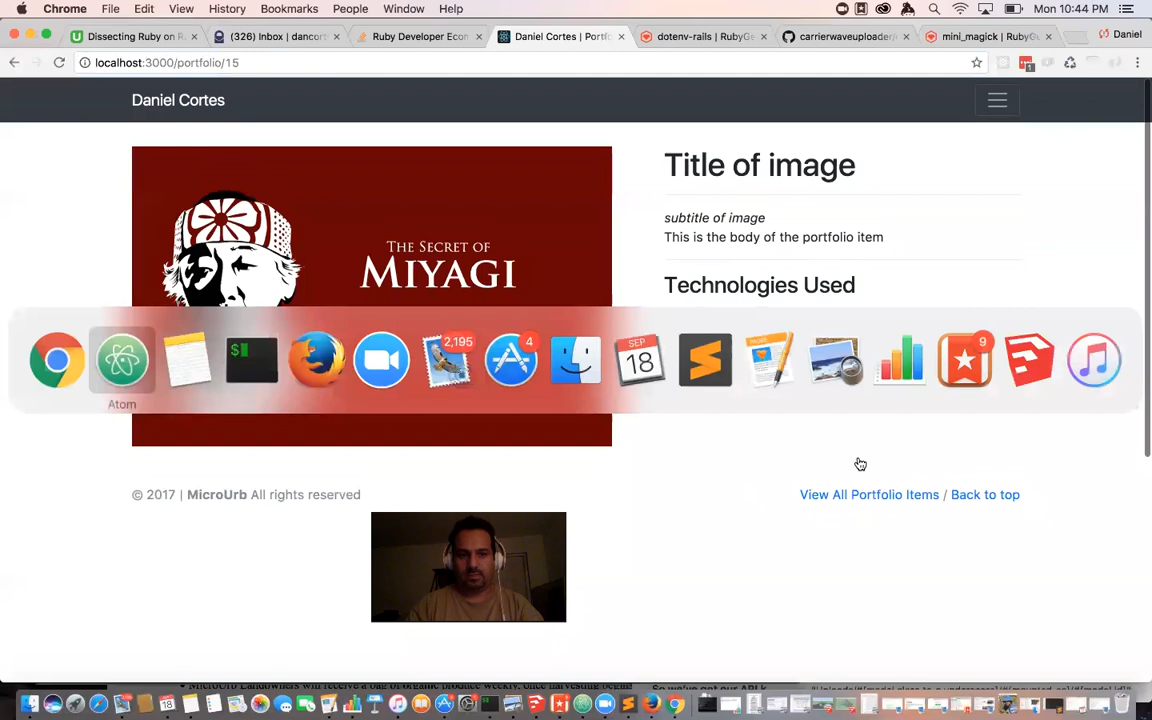 Chrome File Edit View History Bookmarks People Window Help Mon 10:44 PM
Dissecting Ruby on R × (326) Inbox | dancort × Ruby Developer Econ × Daniel Cortes | Portfo × dotenv-rails | RubyGe × carrierwaveuploader/ × mini_magick | RubyGe × Daniel
localhost:3000/portfolio/15
Daniel Cortes
Title of image
subtitle of image
This is the body of the portfolio item
THE SECRET OF
MIYAGI
Technologies Used
2,195
4
SEP
18
9
$
Atom
© 2017 | MicroUrb All rights reserved
View All Portfolio Items / Back to top